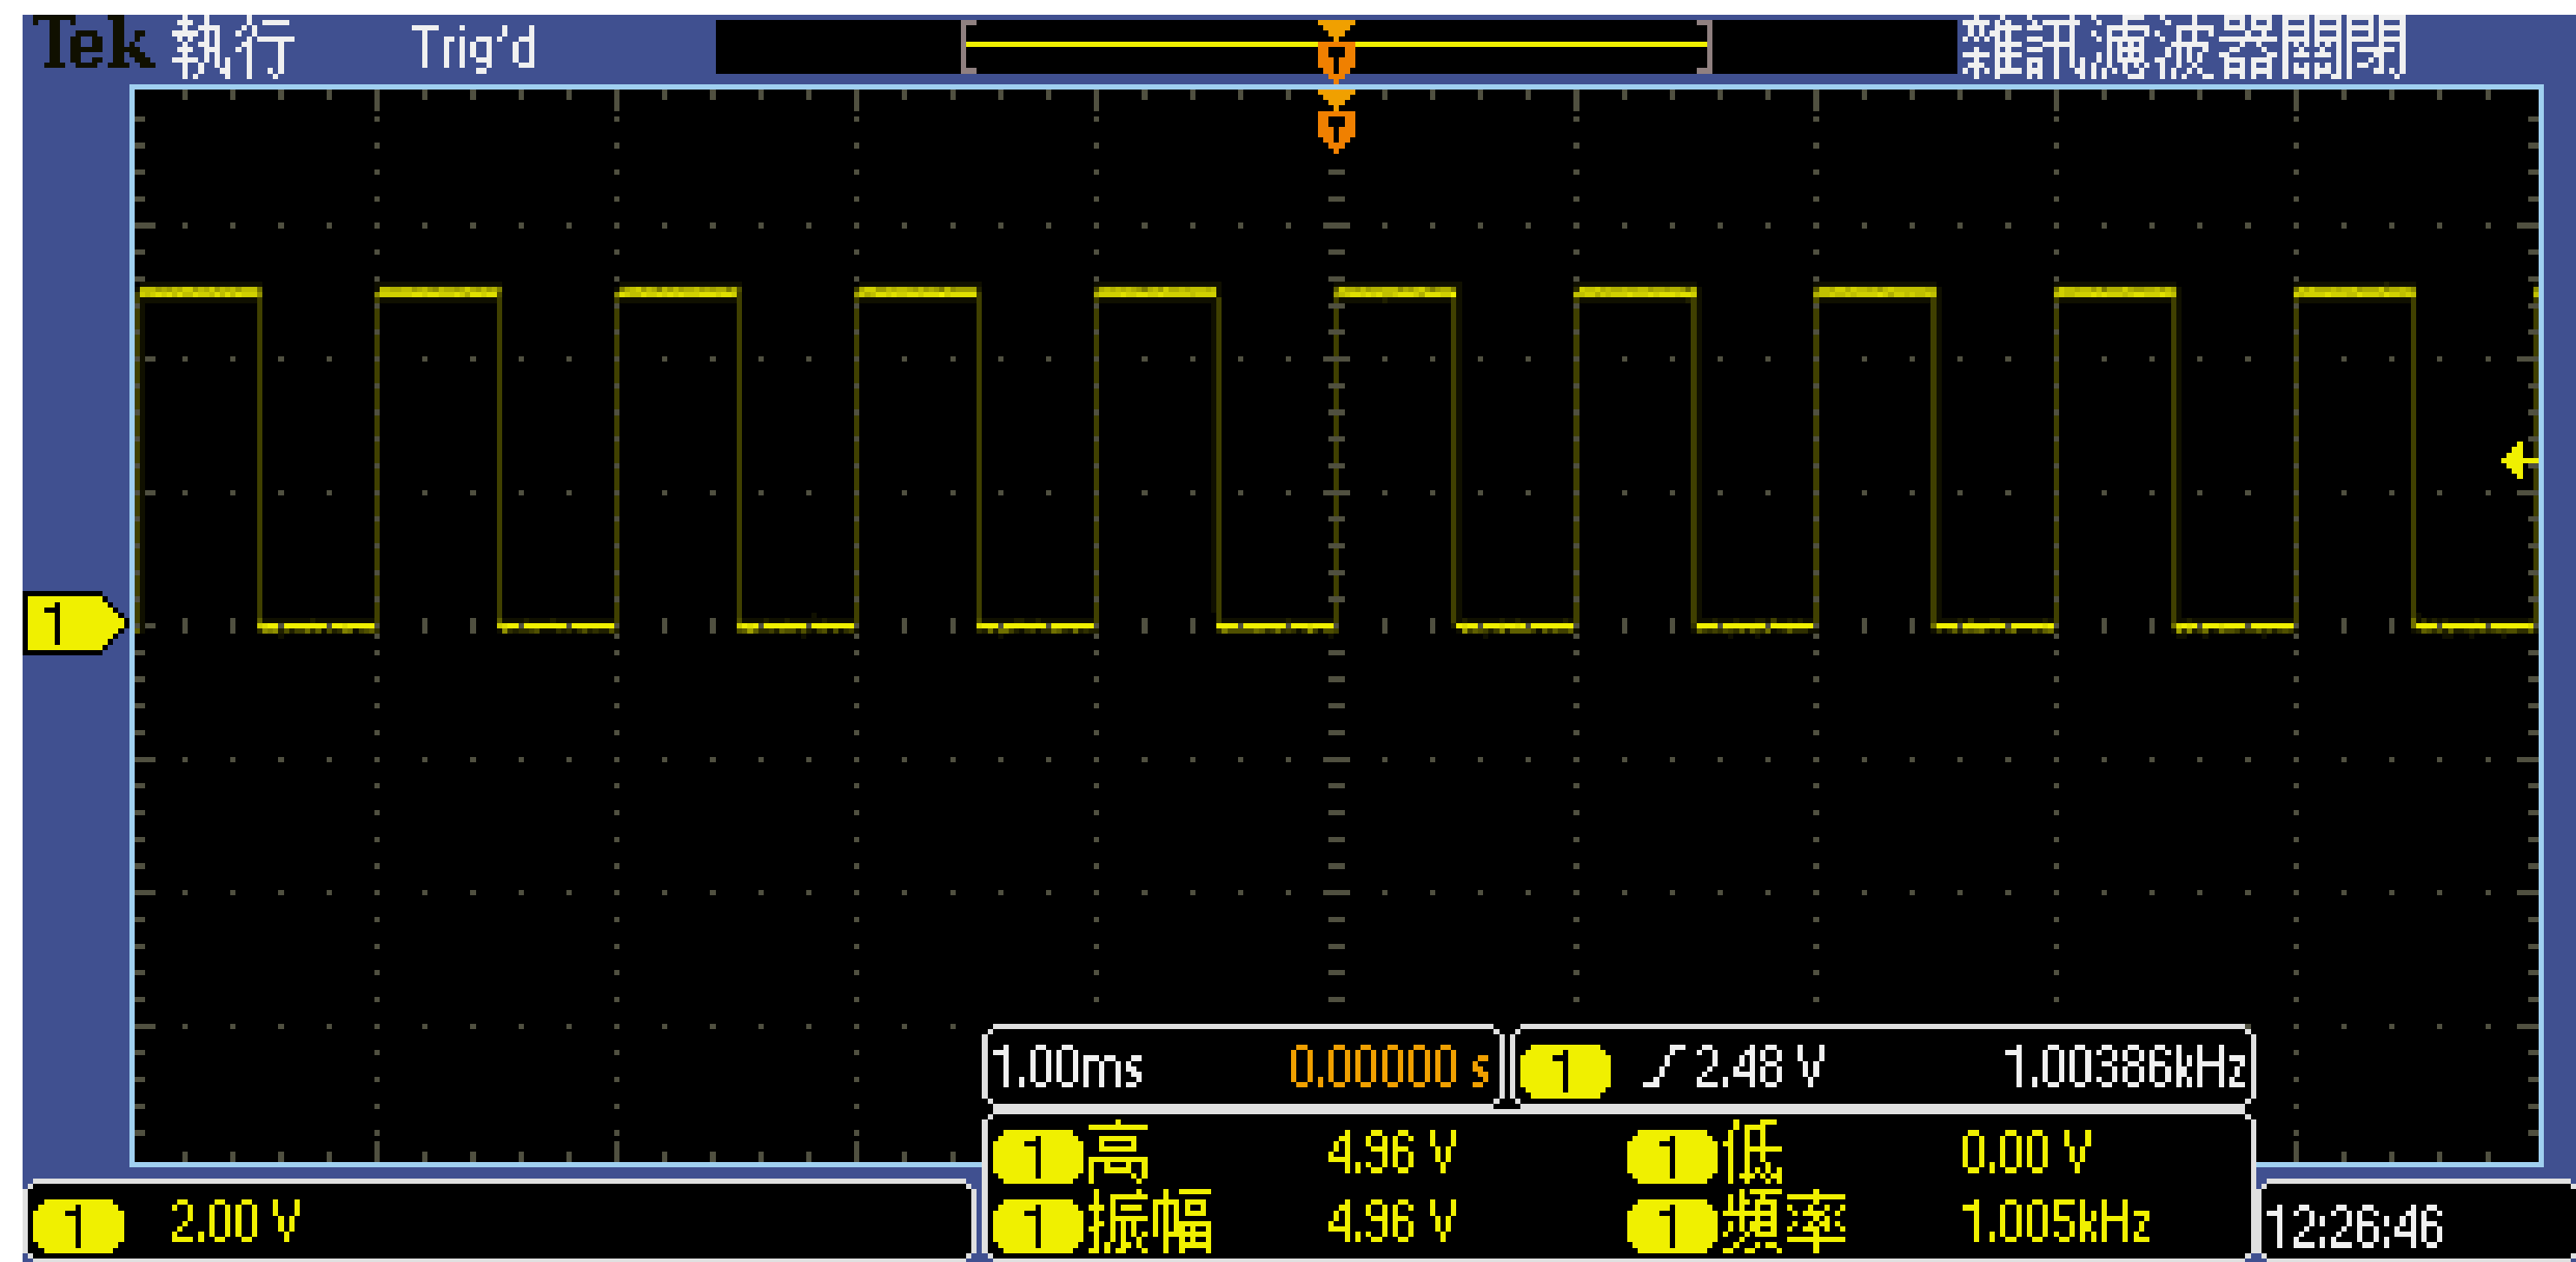 Tek 執行 Trig'd 雜訊濾波器關閉
T
T
1
1.00ms 0.00000 s 1 2.48 V 1.00386kHz
1 高 4.96 V 1 低 0.00 V
1 2.00 V 1 振幅 4.96 V 1 頻率 1.005kHz 12:26:46